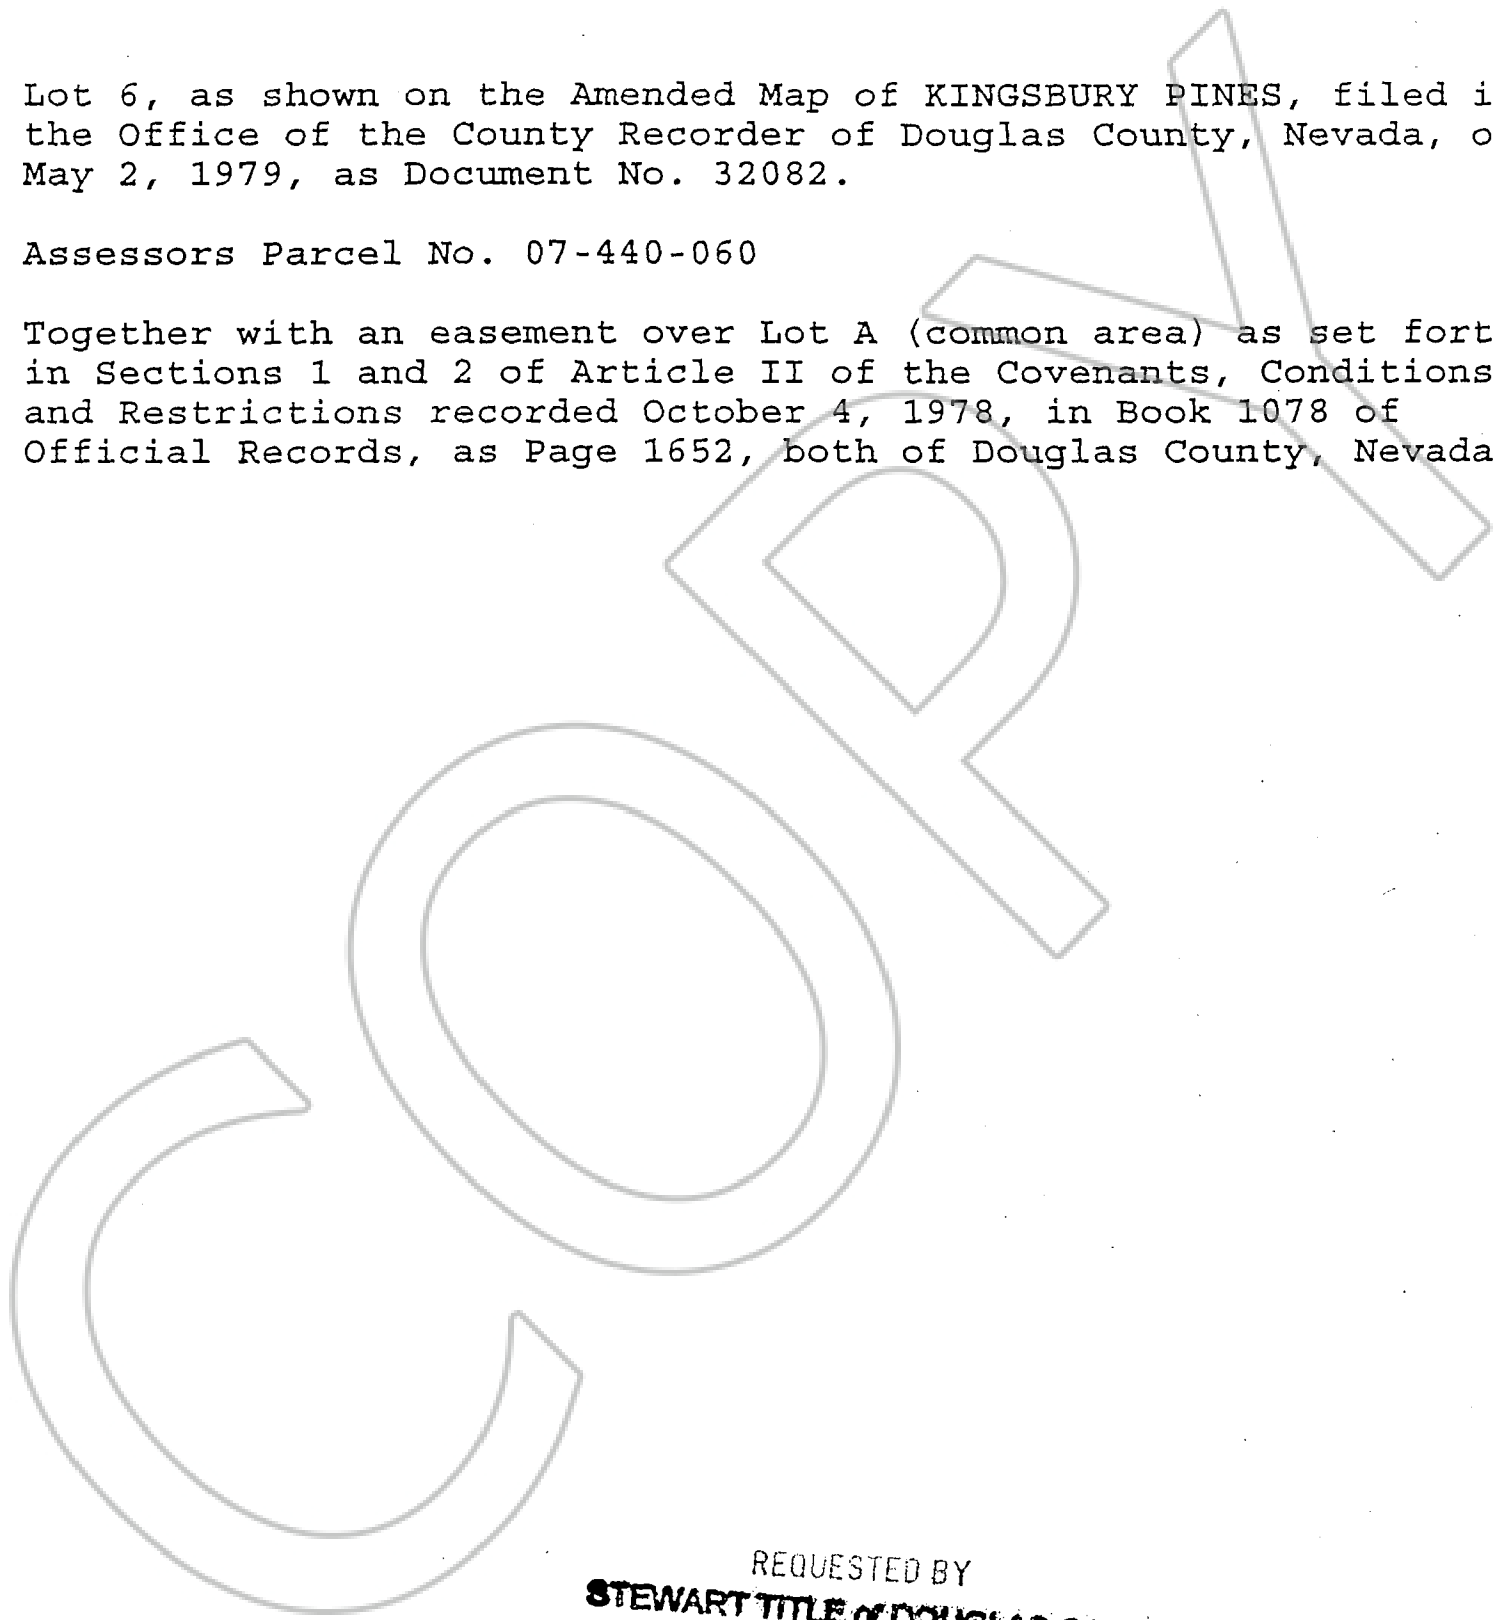 Lot 6, as shown on the Amended Map of KINGSBURY PINES, filed i
the Office of the County Recorder of Douglas County, Nevada, o
May 2, 1979, as Document No. 32082.
Assessors Parcel No. 07-440-060
Together with an easement over Lot A (common area) as set fort
in Sections 1 and 2 of Article II of the Covenants, Conditions
and Restrictions recorded October 4, 1978, in Book 1078 of
Official Records, as Page 1652, both of Douglas County, Nevada
COPY
REQUESTED BY
STEWART TITLE of DOUGLAS